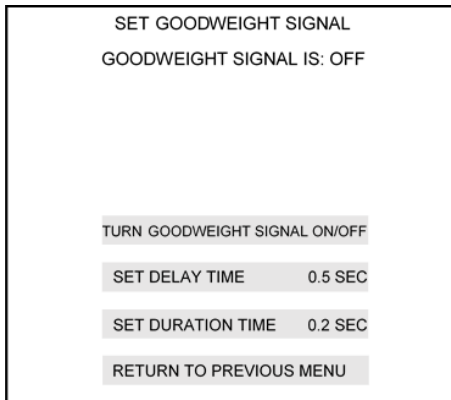 SET GOODWEIGHT SIGNAL
GOODWEIGHT SIGNAL IS: OFF
TURN GOODWEIGHT SIGNAL ON/OFF
SET DELAY TIME 0.5 SEC
SET DURATION TIME 0.2 SEC
RETURN TO PREVIOUS MENU